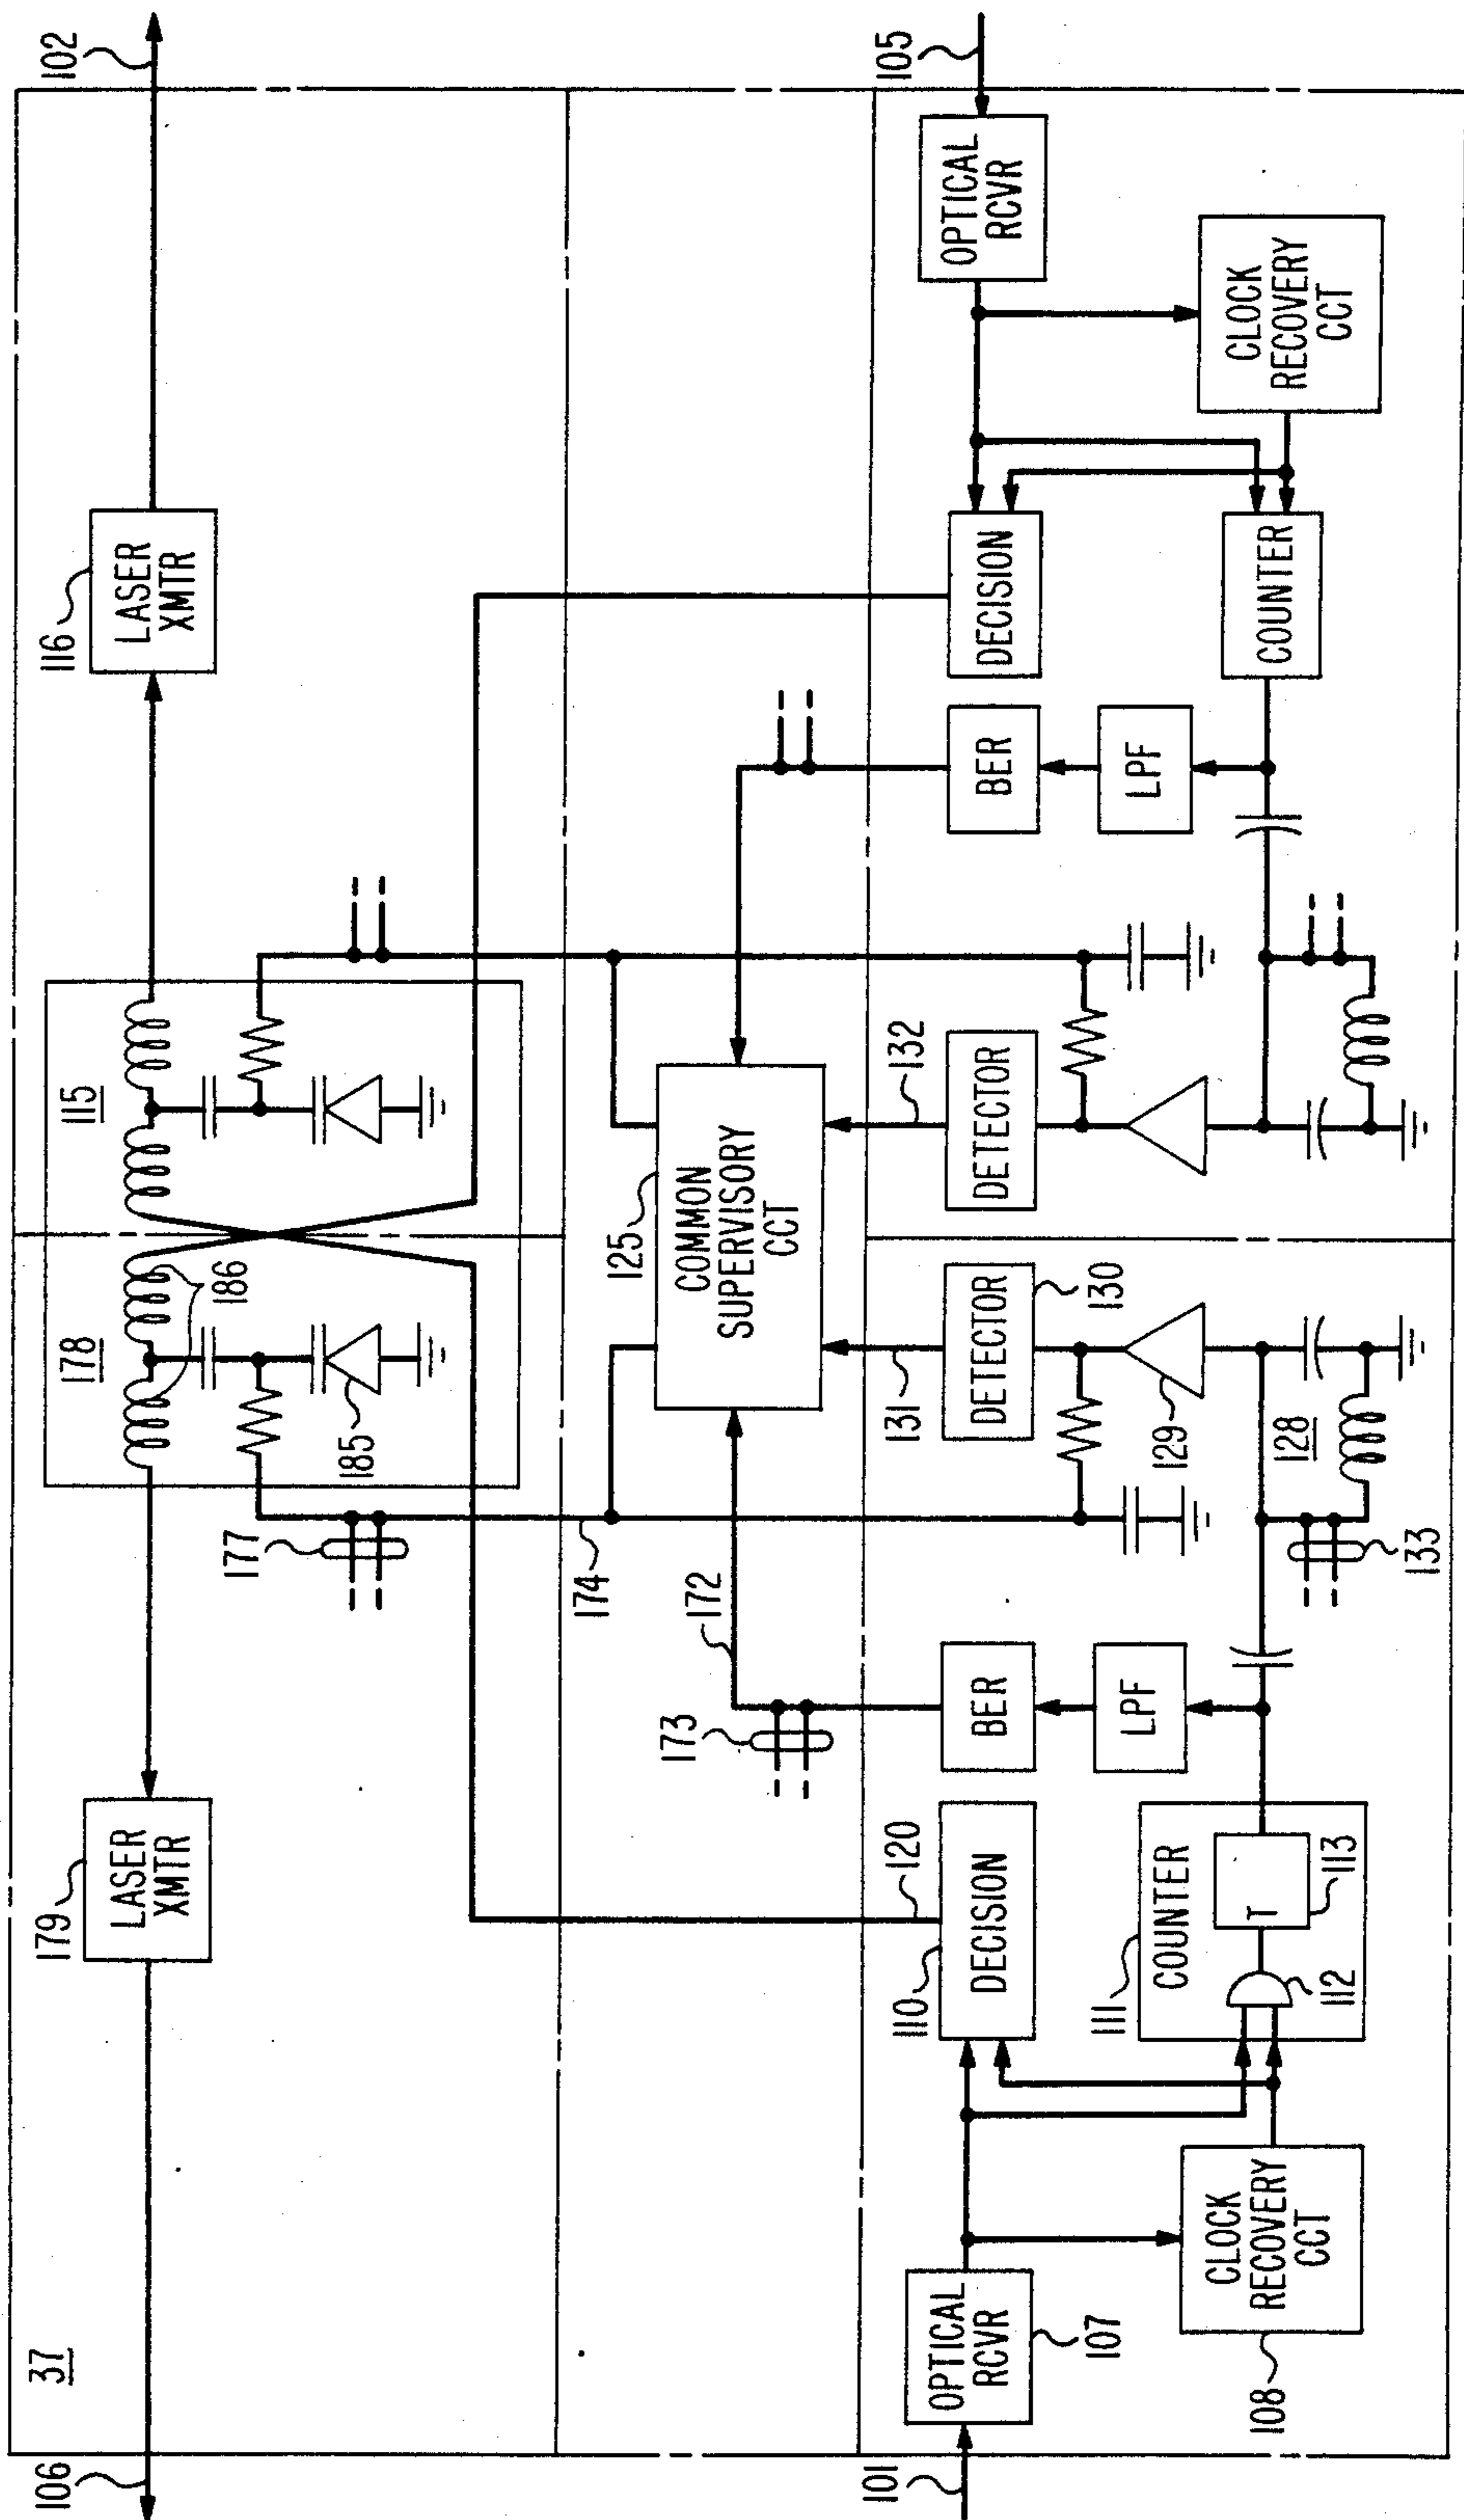 37
106
179
LASER
XMTR
177
178
186
185
115
116
LASER
XMTR
102
174
172
173
125
COMMON
SUPERVISORY
CCT
101
OPTICAL
RCVR
107
108
CLOCK
RECOVERY
CCT
110
DECISION
120
111
COUNTER
T
112
113
BER
LPF
133
128
129
131
DETECTOR
130
132
DETECTOR
BER
LPF
DECISION
COUNTER
OPTICAL
RCVR
CLOCK
RECOVERY
CCT
105